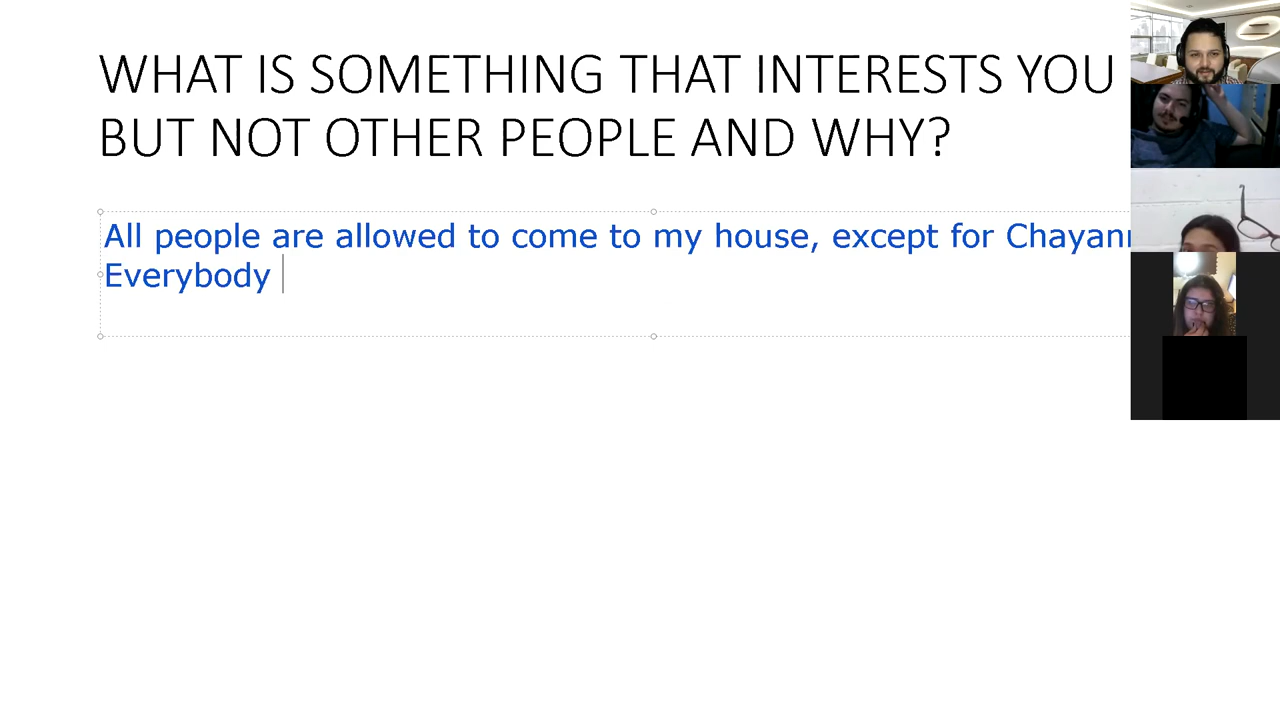 WHAT IS SOMETHING THAT INTERESTS YOU
BUT NOT OTHER PEOPLE AND WHY?
All people are allowed to come to my house, except for
Everybody